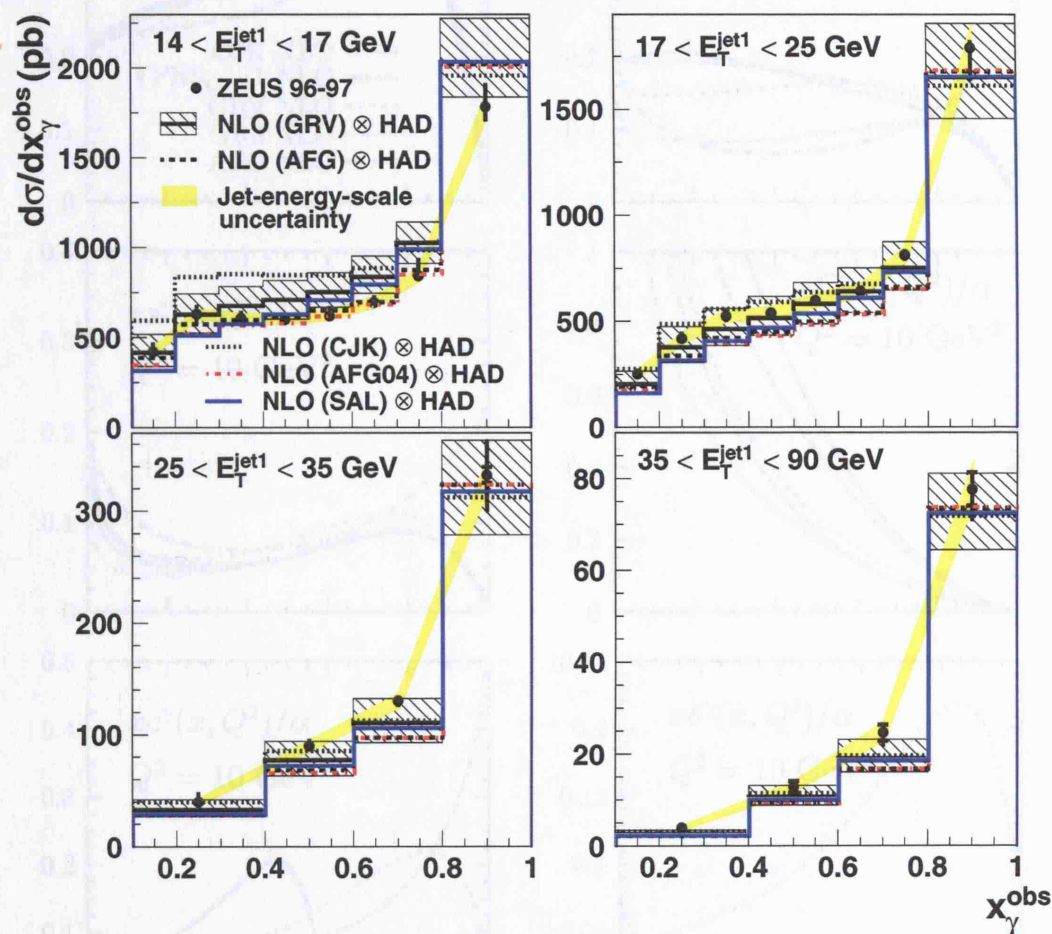 dσ/dx_γ^obs (pb)
14 < E_T^jet1 < 17 GeV
ZEUS 96-97
NLO (GRV) ⊗ HAD
NLO (AFG) ⊗ HAD
Jet-energy-scale
uncertainty
NLO (CJK) ⊗ HAD
NLO (AFG04) ⊗ HAD
NLO (SAL) ⊗ HAD
2000
1500
1000
500
0
17 < E_T^jet1 < 25 GeV
1500
1000
500
0
25 < E_T^jet1 < 35 GeV
300
200
100
0
0.2 0.4 0.6 0.8 1
35 < E_T^jet1 < 90 GeV
80
60
40
20
0
0.2 0.4 0.6 0.8 1
x_γ^obs